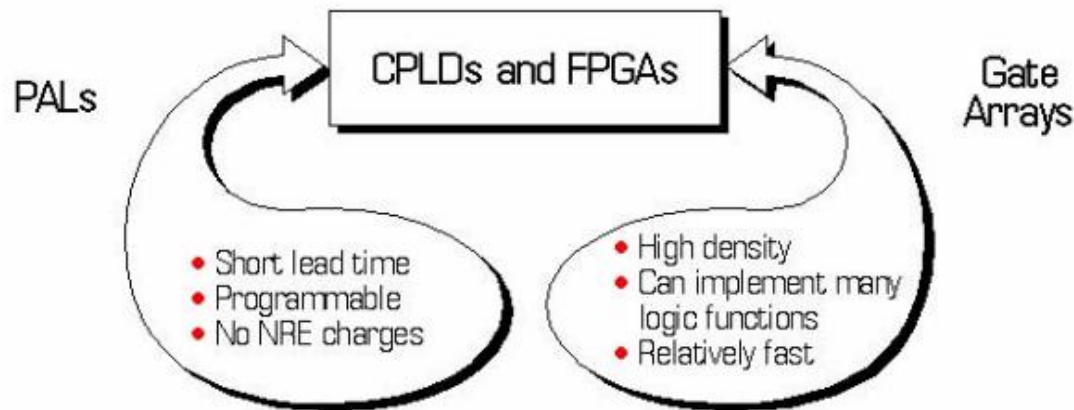 CPLDs and FPGAs
PALs
Gate
Arrays
• Short lead time
• Programmable
• No NRE charges
• High density
• Can implement many
logic functions
• Relatively fast